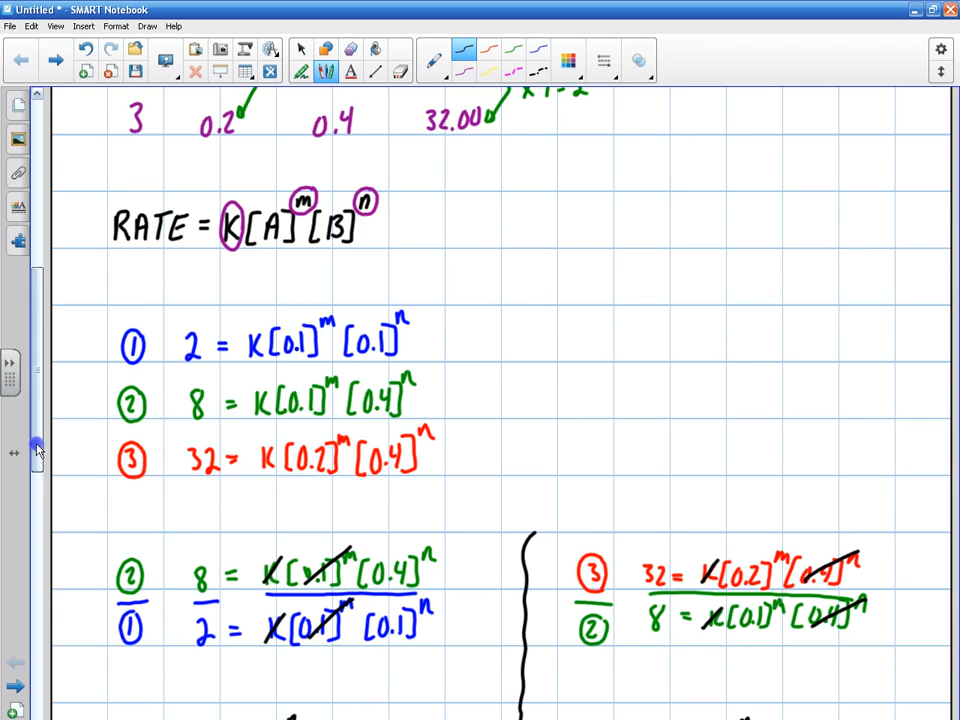 Untitled * - SMART Notebook
File Edit View Insert Format Draw Help
x 1 = 2
3 0.2 0.4 32.00
RATE = K[A]^m[B]^n
① 2 = K[0.1]^m [0.1]^n
② 8 = K[0.1]^m [0.4]^n
③ 32 = K[0.2]^m [0.4]^n
② 8 = K[0.1]^m [0.4]^n
① 2 = K[0.1]^m [0.1]^n
③ 32 = K[0.2]^m [0.4]^n
② 8 = K[0.1]^m [0.4]^n